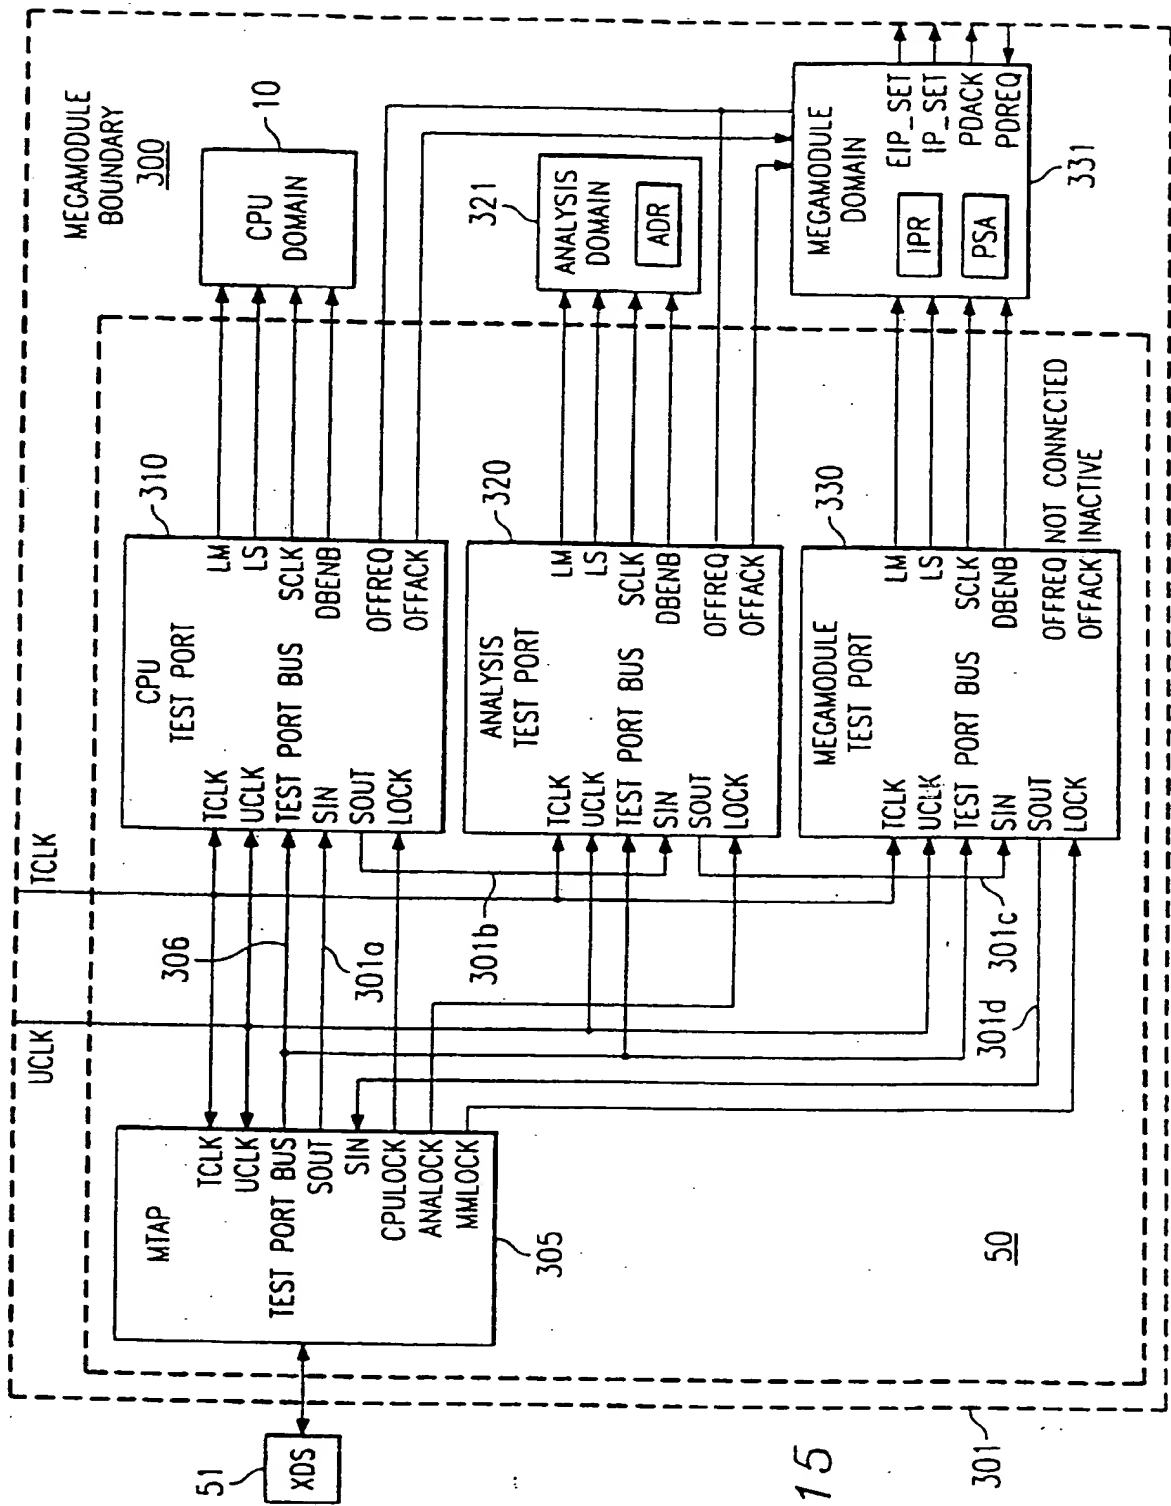 MEGAMODULE
BOUNDARY
300
UCLK
TCLK
51
XDS
301
50
MTAP
TCLK
UCLK
TEST PORT BUS
SOUT
SIN
CPULOCK
ANALOCK
MMLOCK
305
306
301a
301b
301c
301d
CPU
TEST PORT
TCLK
UCLK
TEST PORT BUS
SIN
SOUT
LOCK
LM
LS
SCLK
DBENB
OFFREQ
OFFACK
310
ANALYSIS
TEST PORT
TCLK
UCLK
TEST PORT BUS
SIN
SOUT
LOCK
LM
LS
SCLK
DBENB
OFFREQ
OFFACK
320
MEGAMODULE
TEST PORT
TCLK
UCLK
TEST PORT BUS
SIN
SOUT
LOCK
LM
LS
SCLK
DBENB
OFFREQ NOT CONNECTED
OFFACK INACTIVE
330
CPU
DOMAIN
10
ANALYSIS
DOMAIN
ADR
321
MEGAMODULE
DOMAIN
IPR
PSA
EIP_SET
IP_SET
PDACK
PDREQ
331
15